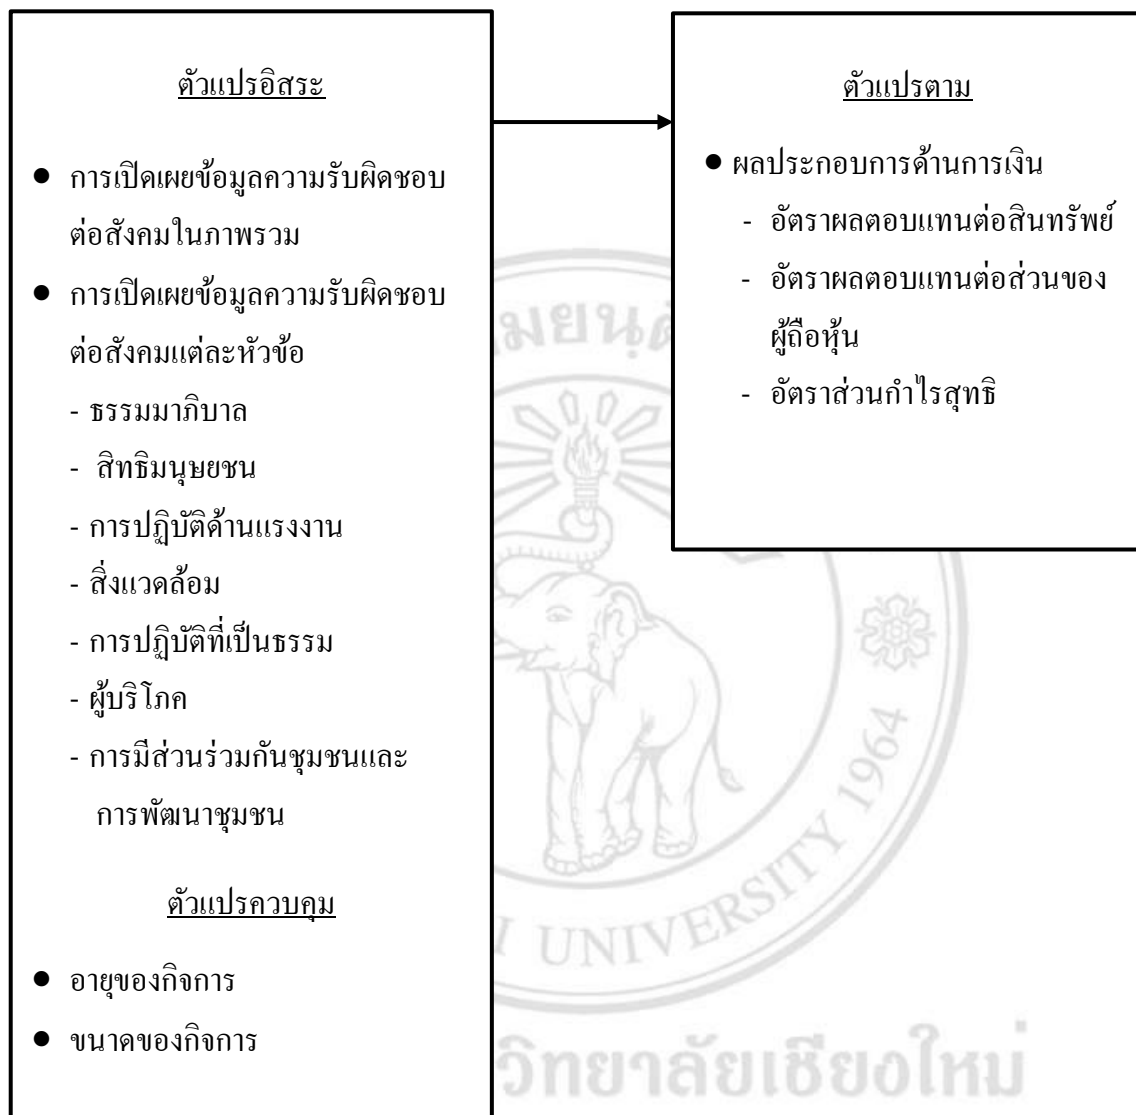 ตัวแปรอิสระ
● การเปิดเผยข้อมูลความรับผิดชอบ
ต่อสังคมในภาพรวม
● การเปิดเผยข้อมูลความรับผิดชอบ
ต่อสังคมแต่ละหัวข้อ
- ธรรมมาภิบาล
- สิทธิมนุษยชน
- การปฏิบัติด้านแรงงาน
- สิ่งแวดล้อม
- การปฏิบัติที่เป็นธรรม
- ผู้บริโภค
- การมีส่วนร่วมกันชุมชนและ
การพัฒนาชุมชน
ตัวแปรควบคุม
● อายุของกิจการ
● ขนาดของกิจการ
ตัวแปรตาม
● ผลประกอบการด้านการเงิน
- อัตราผลตอบแทนต่อสินทรัพย์
- อัตราผลตอบแทนต่อส่วนของ
ผู้ถือหุ้น
- อัตราส่วนกำไรสุทธิ
UNIVERSITY 1964
วิทยาลัยเชียงใหม่